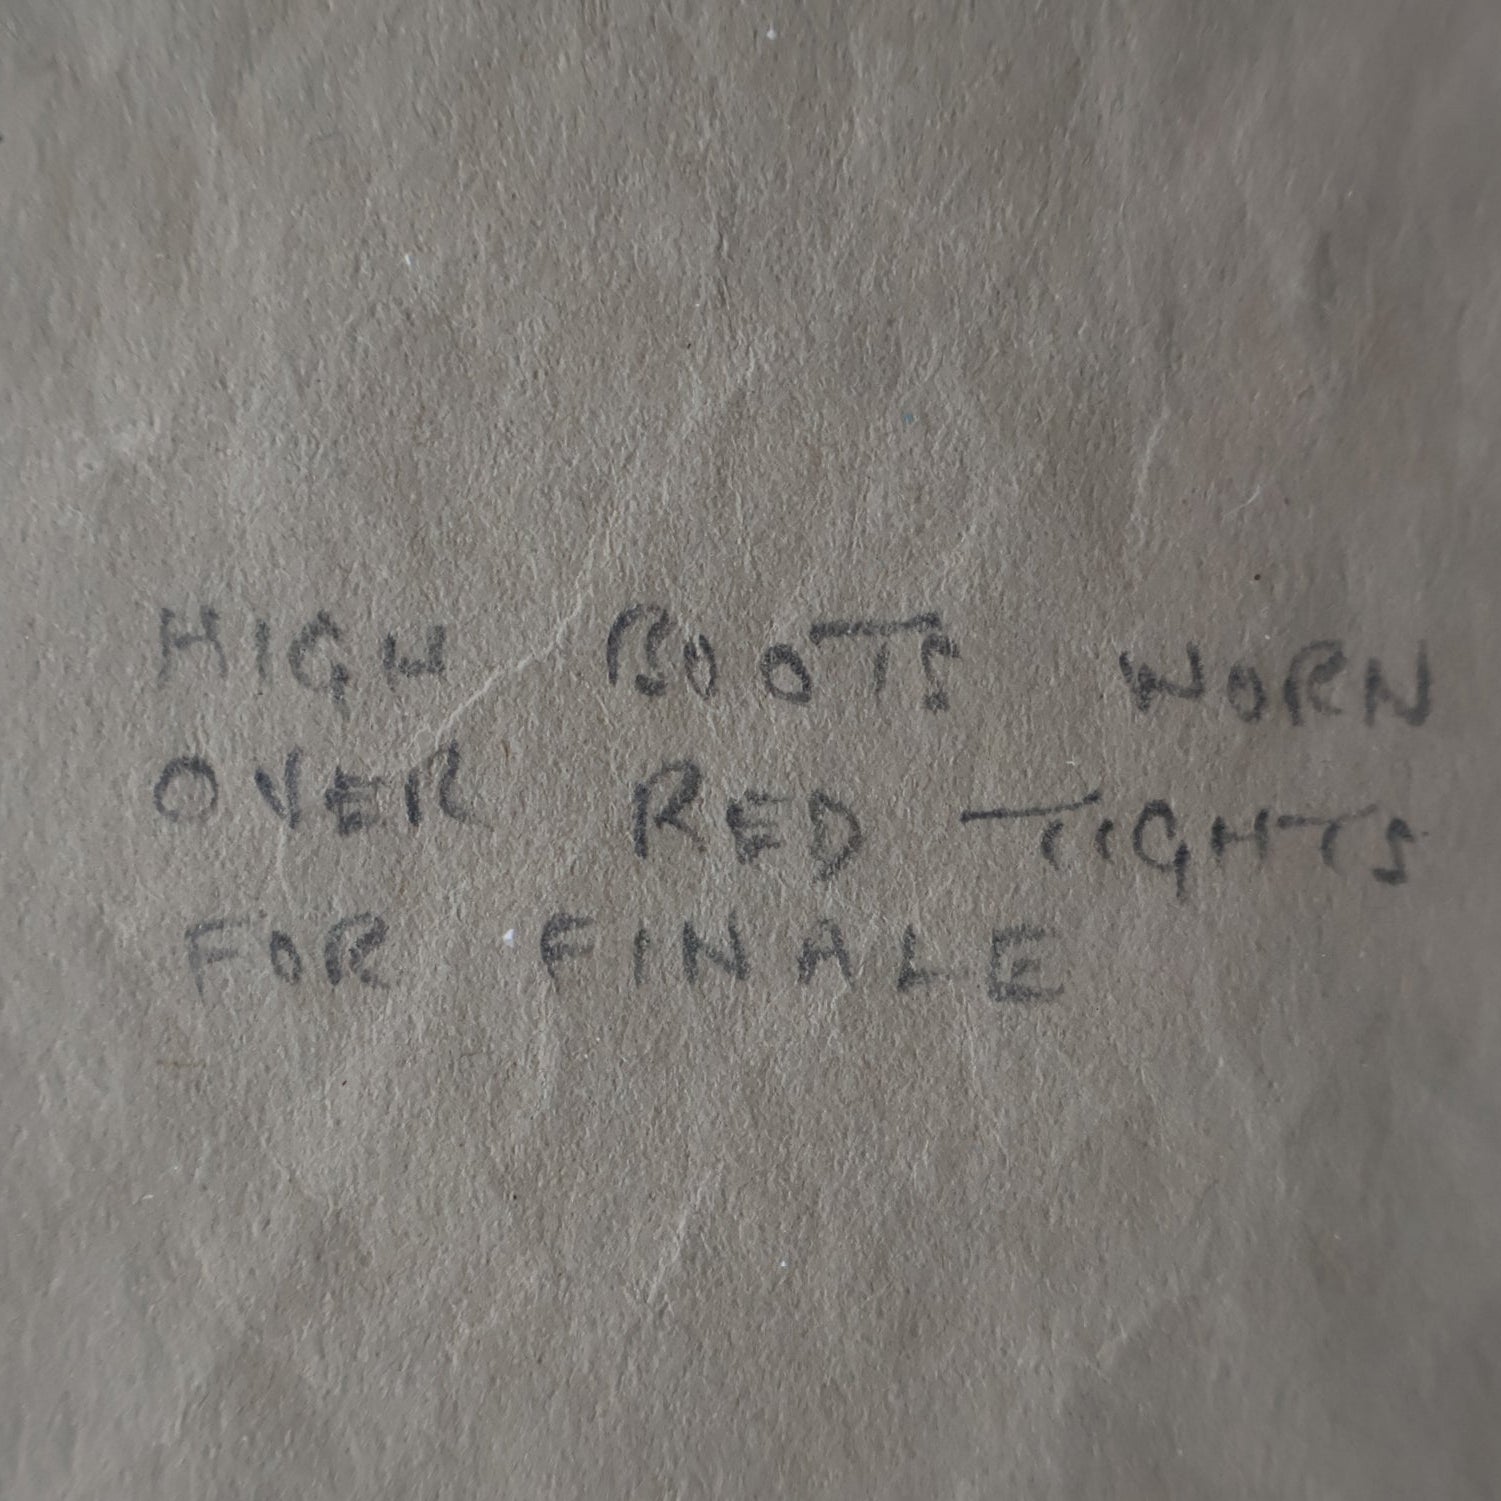 HIGH BOOTS WORN
OVER RED TIGHTS
FOR FINALE